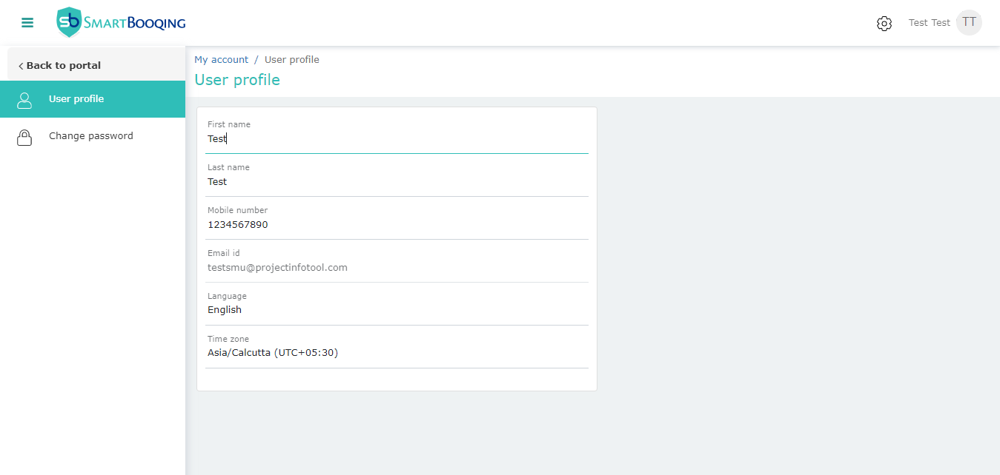 sb SMARTBOOQING
Test Test TT
Back to portal
User profile
Change password
My account / User profile
User profile
First name
Test
Last name
Test
Mobile number
1234567890
Email id
testsmu@projectinfotool.com
Language
English
Time zone
Asia/Calcutta (UTC+05:30)